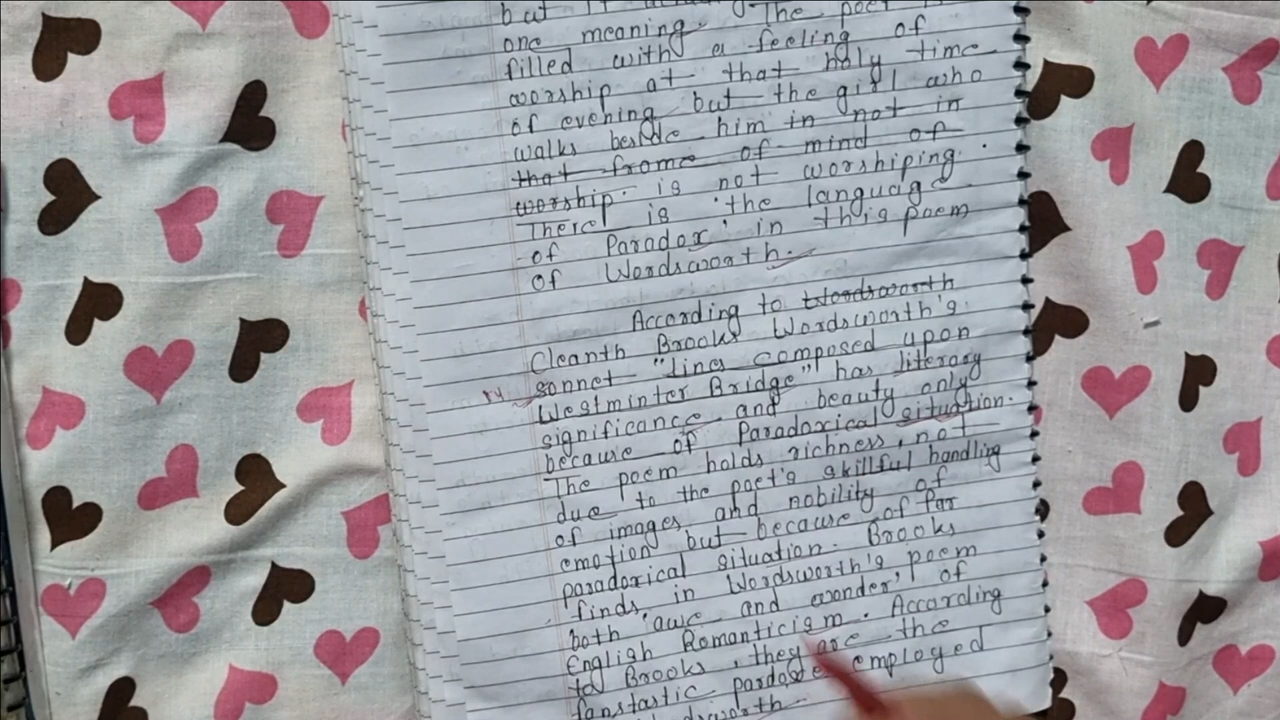 but it
The poet
one meaning.
filled with a feeling of
worship at that holy time
of evening but the girl who
walks beside him in not in
that frame of mind of
worship. is not worshiping.
There is 'the language
of Paradox' in this poem
of Wordsworth.
According to Wordsworth
Cleanth Brooks Wordsworth's
sonnet "Lines composed upon
Westminter Bridge" has literary
significance and beauty only
because of Paradoxical situation.
The poem holds richness, not
due to the poet's skillful handling
of images and nobility of
emotion but because of Par
paradoxical situation. Brooks
finds in Wordsworth's poem
both 'awe and wonder' of
English Romanticism. According
to Brooks, they are the
fanstastic paradoxes employed